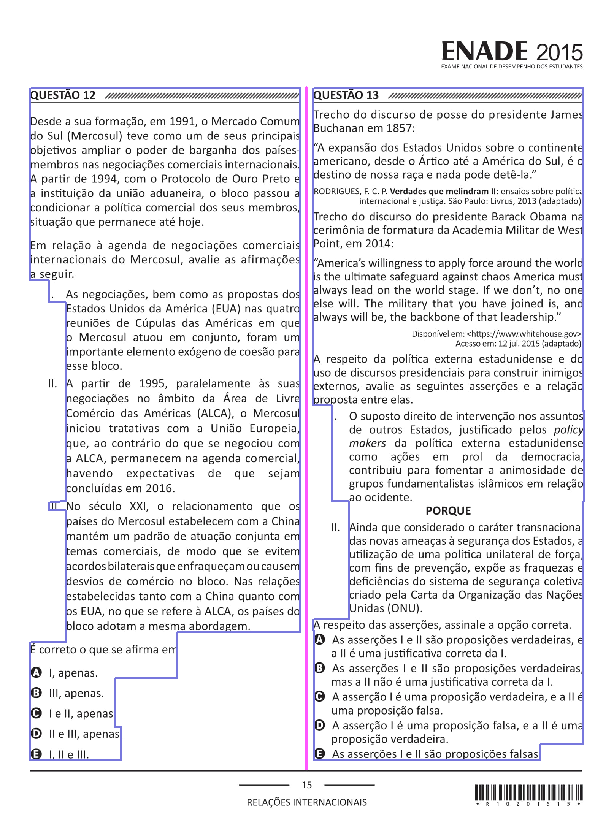 ENADE 2015
EXAME NACIONAL DE DESEMPENHO DOS ESTUDANTES
QUESTÃO 12
Desde a sua formação, em 1991, o Mercado Comum
do Sul (Mercosul) teve como um de seus principais
objetivos ampliar o poder de barganha dos países-
membros nas negociações comerciais internacionais.
A partir de 1994, com o Protocolo de Ouro Preto e
a instituição da união aduaneira, o bloco passou a
condicionar a política comercial dos seus membros,
situação que permanece até hoje.
Em relação à agenda de negociações comerciais
internacionais do Mercosul, avalie as afirmações
a seguir.
I. As negociações, bem como as propostas dos
Estados Unidos da América (EUA) nas quatro
reuniões de Cúpulas das Américas em que
o Mercosul atuou em conjunto, foram um
importante elemento exógeno de coesão para
esse bloco.
II. A partir de 1995, paralelamente às suas
negociações no âmbito da Área de Livre
Comércio das Américas (ALCA), o Mercosul
iniciou tratativas com a União Europeia,
que, ao contrário do que se negociou com
a ALCA, permanecem na agenda comercial,
havendo expectativas de que sejam
concluídas em 2016.
III. No século XXI, o relacionamento que os
países do Mercosul estabelecem com a China
mantém um padrão de atuação conjunta em
temas comerciais, de modo que se evitem
acordos bilaterais que enfraqueçam ou causem
desvios de comércio no bloco. Nas relações
estabelecidas tanto com a China quanto com
os EUA, no que se refere à ALCA, os países do
bloco adotam a mesma abordagem.
É correto o que se afirma em
A I, apenas.
B III, apenas.
C I e II, apenas
D II e III, apenas
E I, II e III.
QUESTÃO 13
Trecho do discurso de posse do presidente James
Buchanan em 1857:
“A expansão dos Estados Unidos sobre o continente
americano, desde o Ártico até a América do Sul, é o
destino de nossa raça e nada pode detê-la.”
RODRIGUES, F. C. P. Verdades que melindram II: ensaios sobre política
internacional e justiça. São Paulo: Livrus, 2013 (adaptado)
Trecho do discurso do presidente Barack Obama na
cerimônia de formatura da Academia Militar de West
Point, em 2014:
“America’s willingness to apply force around the world
is the ultimate safeguard against chaos America must
always lead on the world stage. If we don’t, no one
else will. The military that you have joined is, and
always will be, the backbone of that leadership.”
Disponível em: <https://www.whitehouse.gov>
Acesso em: 12 jul. 2015 (adaptado)
A respeito da política externa estadunidense e do
uso de discursos presidenciais para construir inimigos
externos, avalie as seguintes asserções e a relação
proposta entre elas.
I. O suposto direito de intervenção nos assuntos
de outros Estados, justificado pelos policy
makers da política externa estadunidense
como ações em prol da democracia,
contribuiu para fomentar a animosidade de
grupos fundamentalistas islâmicos em relação
ao ocidente.
PORQUE
II. Ainda que considerado o caráter transnacional
das novas ameaças à segurança dos Estados, a
utilização de uma política unilateral de força,
com fins de prevenção, expõe as fraquezas e
deficiências do sistema de segurança coletiva
criado pela Carta da Organização das Nações
Unidas (ONU).
A respeito das asserções, assinale a opção correta.
A As asserções I e II são proposições verdadeiras, e
a II é uma justificativa correta da I.
B As asserções I e II são proposições verdadeiras,
mas a II não é uma justificativa correta da I.
C A asserção I é uma proposição verdadeira, e a II é
uma proposição falsa.
D A asserção I é uma proposição falsa, e a II é uma
proposição verdadeira.
E As asserções I e II são proposições falsas
15
RELAÇÕES INTERNACIONAIS